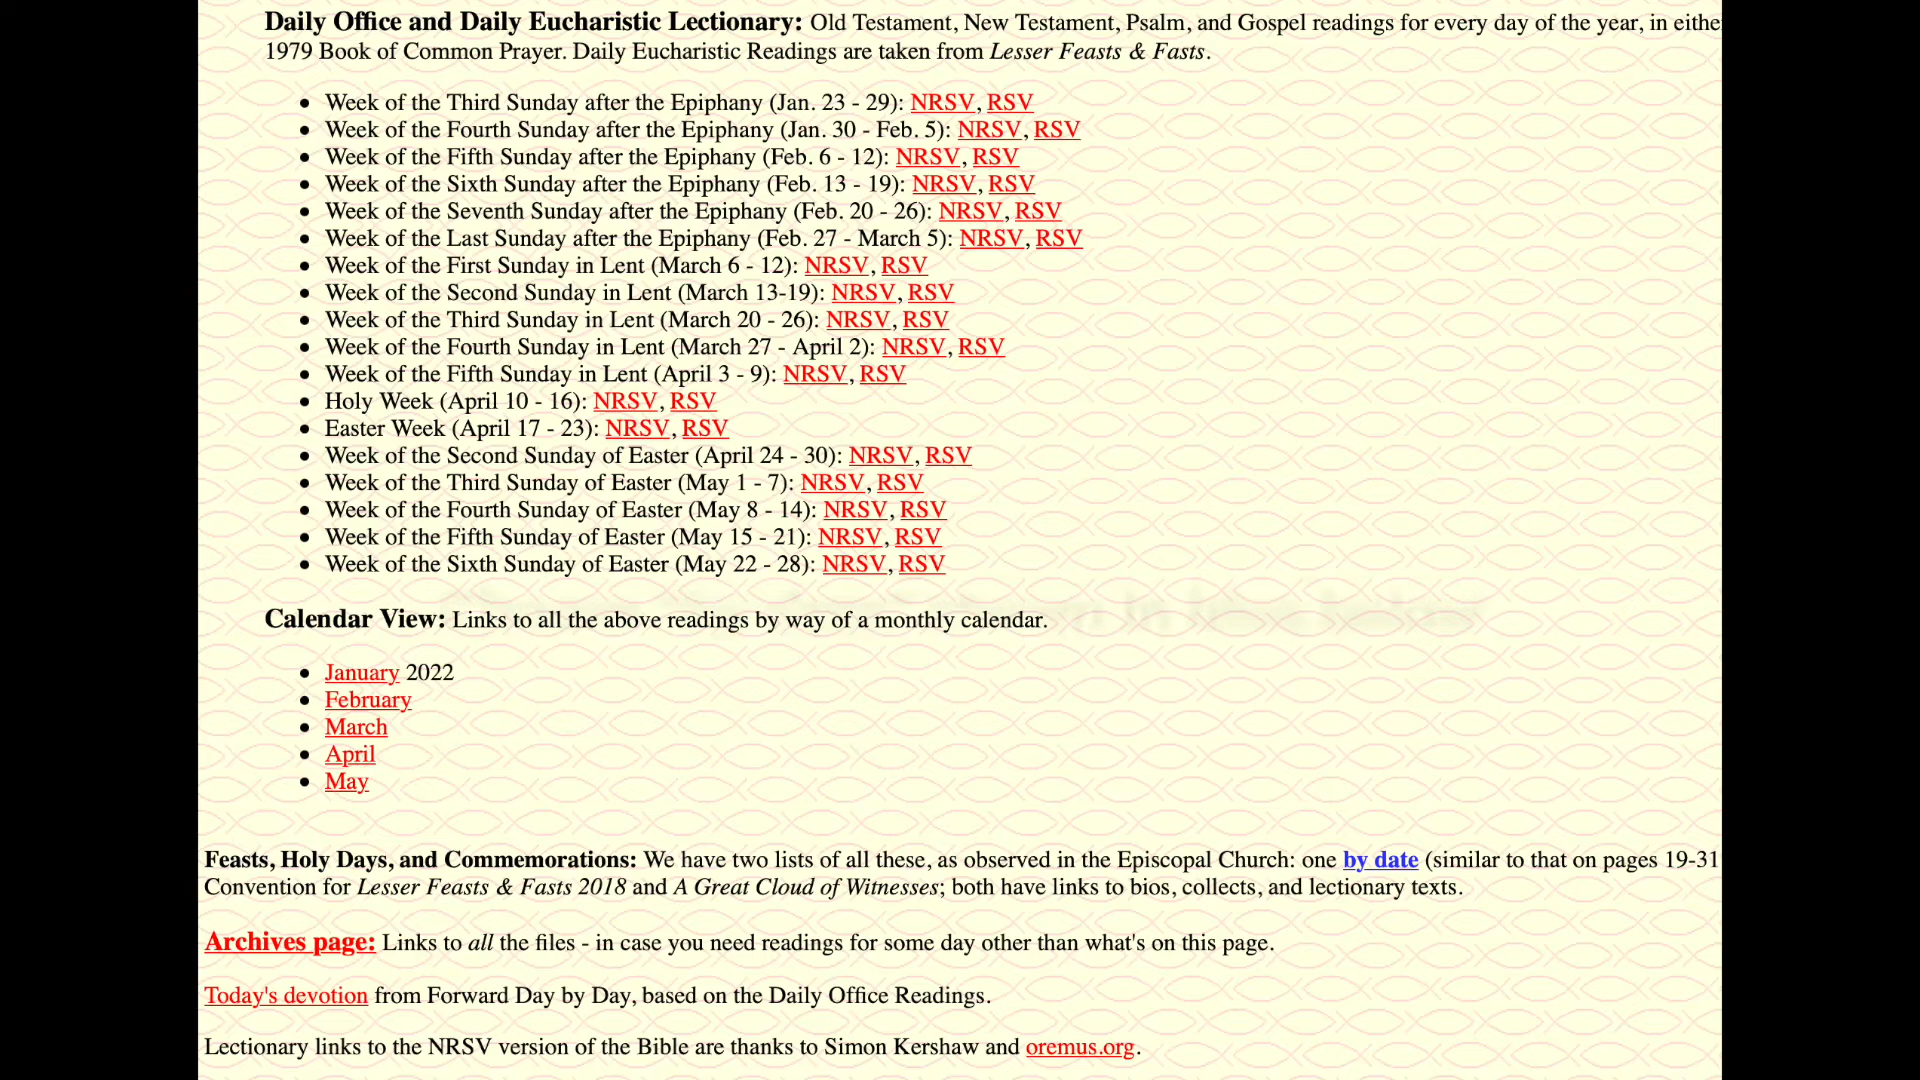 Daily Office and Daily Eucharistic Lectionary: Old Testament, New Testament, Psalm, and Gospel readings for every day of the year, in eithe
1979 Book of Common Prayer. Daily Eucharistic Readings are taken from Lesser Feasts & Fasts.
• Week of the Third Sunday after the Epiphany (Jan. 23 - 29): NRSV, RSV
• Week of the Fourth Sunday after the Epiphany (Jan. 30 - Feb. 5): NRSV, RSV
• Week of the Fifth Sunday after the Epiphany (Feb. 6 - 12): NRSV, RSV
• Week of the Sixth Sunday after the Epiphany (Feb. 13 - 19): NRSV, RSV
• Week of the Seventh Sunday after the Epiphany (Feb. 20 - 26): NRSV, RSV
• Week of the Last Sunday after the Epiphany (Feb. 27 - March 5): NRSV, RSV
• Week of the First Sunday in Lent (March 6 - 12): NRSV, RSV
• Week of the Second Sunday in Lent (March 13-19): NRSV, RSV
• Week of the Third Sunday in Lent (March 20 - 26): NRSV, RSV
• Week of the Fourth Sunday in Lent (March 27 - April 2): NRSV, RSV
• Week of the Fifth Sunday in Lent (April 3 - 9): NRSV, RSV
• Holy Week (April 10 - 16): NRSV, RSV
• Easter Week (April 17 - 23): NRSV, RSV
• Week of the Second Sunday of Easter (April 24 - 30): NRSV, RSV
• Week of the Third Sunday of Easter (May 1 - 7): NRSV, RSV
• Week of the Fourth Sunday of Easter (May 8 - 14): NRSV, RSV
• Week of the Fifth Sunday of Easter (May 15 - 21): NRSV, RSV
• Week of the Sixth Sunday of Easter (May 22 - 28): NRSV, RSV
Calendar View: Links to all the above readings by way of a monthly calendar.
• January 2022
• February
• March
• April
• May
Feasts, Holy Days, and Commemorations: We have two lists of all these, as observed in the Episcopal Church: one by date (similar to that on pages 19-31
Convention for Lesser Feasts & Fasts 2018 and A Great Cloud of Witnesses; both have links to bios, collects, and lectionary texts.
Archives page: Links to all the files - in case you need readings for some day other than what's on this page.
Today's devotion from Forward Day by Day, based on the Daily Office Readings.
Lectionary links to the NRSV version of the Bible are thanks to Simon Kershaw and oremus.org.